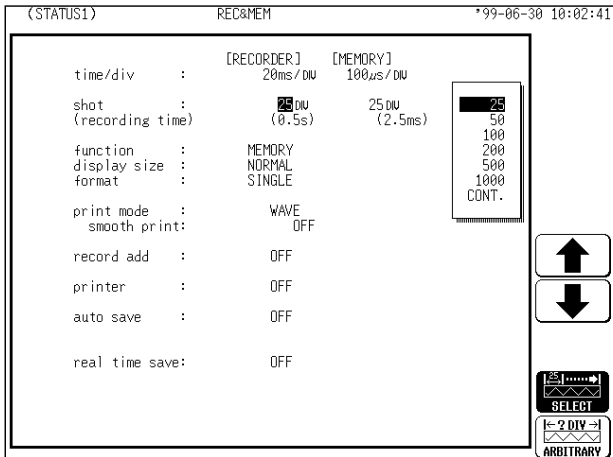 (STATUS1) REC&MEM '99-06-30 10:02:41
[RECORDER] [MEMORY]
time/div : 20ms/DIV 100µs/DIV
shot : 25DIV 25DIV
(recording time) (0.5s) (2.5ms)
function : MEMORY
display size : NORMAL
format : SINGLE
print mode : WAVE
smooth print: OFF
record add : OFF
printer : OFF
auto save : OFF
real time save: OFF
25
50
100
200
500
1000
CONT.
25
SELECT
? DIV
ARBITRARY